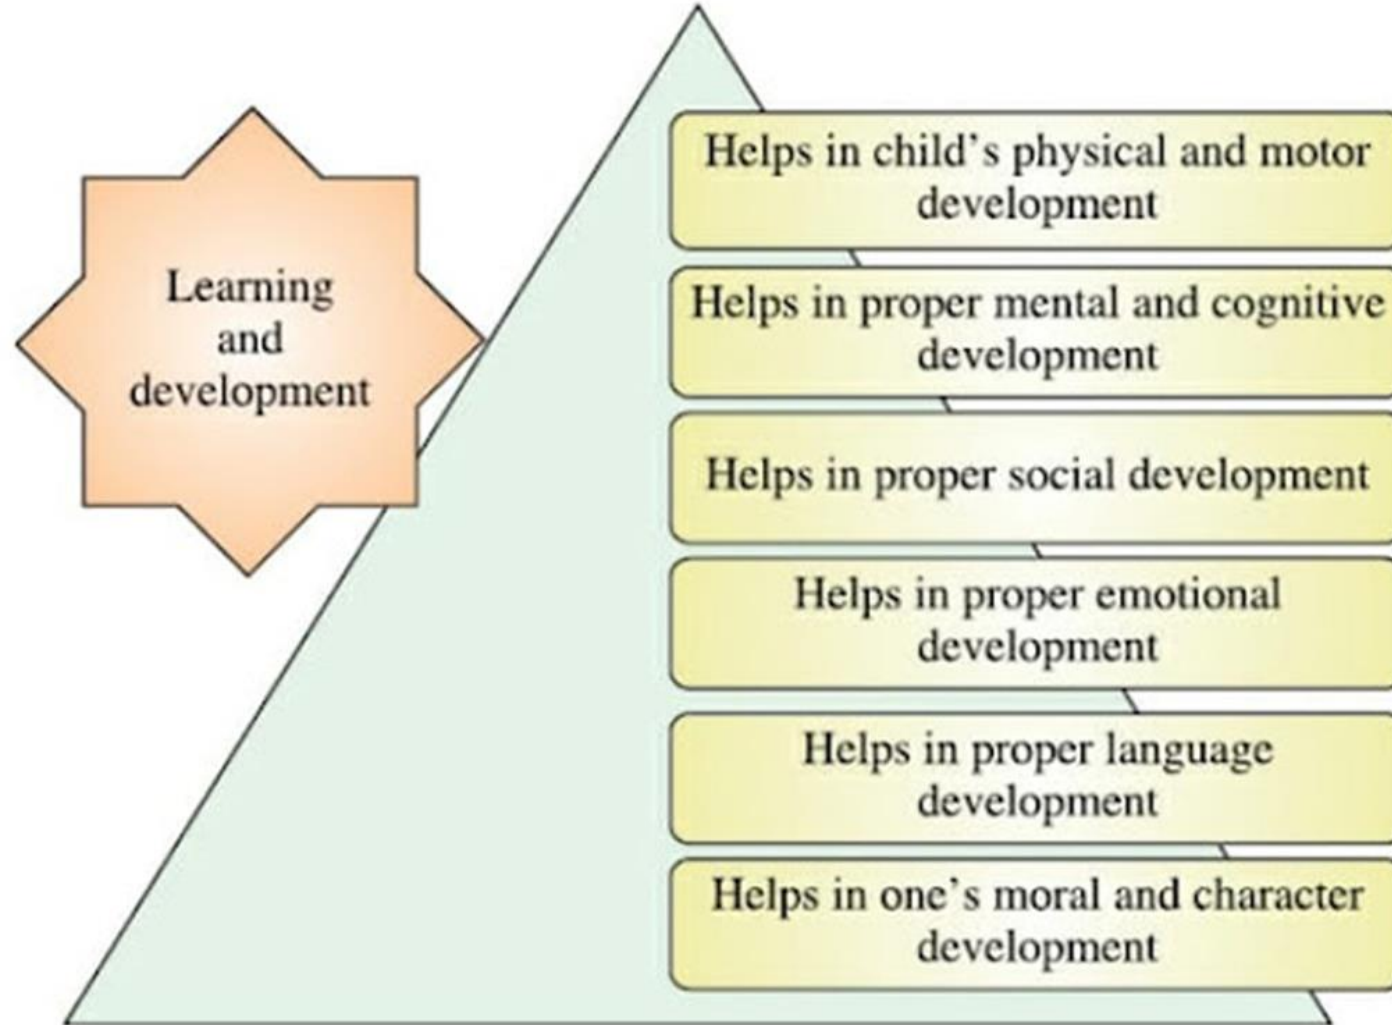 Learning
and
development
Helps in child's physical and motor
development
Helps in proper mental and cognitive
development
Helps in proper social development
Helps in proper emotional
development
Helps in proper language
development
Helps in one's moral and character
development